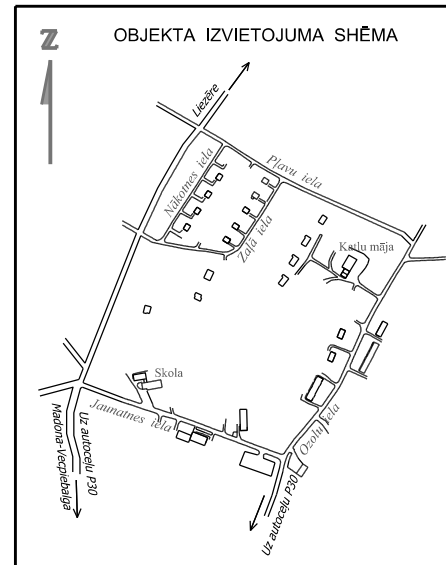 OBJEKTA IZVIETOJUMA SHĒMA
Z
Liezēre
Pļavu iela
Nākotnes iela
Zaļā iela
Katlu māja
Skola
Jaunatnes iela
Ozolu iela
Uz autoceļu P30
Madona-Vecpiebalga
Uz autoceļu P30